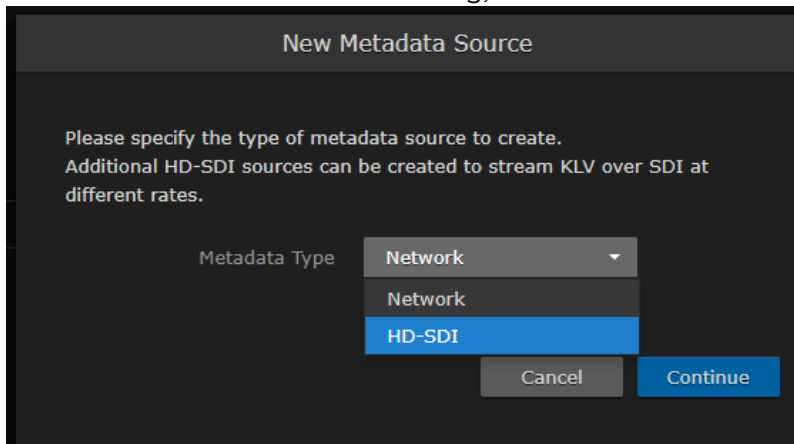 New Metadata Source
Please specify the type of metadata source to create.
Additional HD-SDI sources can be created to stream KLV over SDI at
different rates.
Metadata Type Network
Network
HD-SDI
Cancel Continue